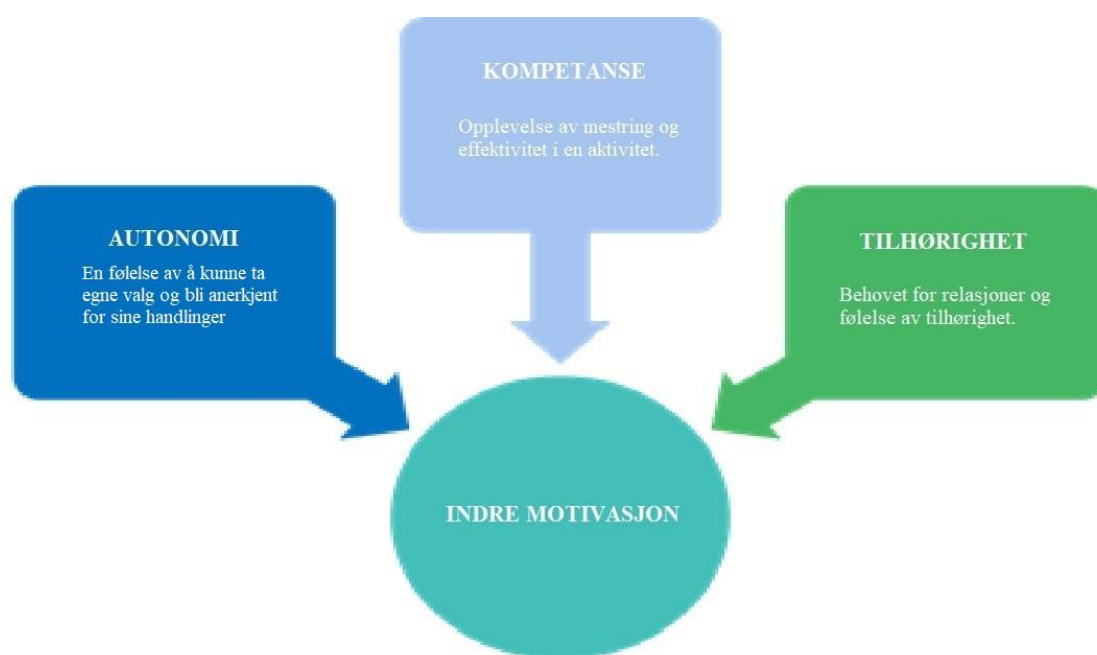 KOMPETANSE
Opplevelse av mestring og
effektivitet i en aktivitet.
AUTONOMI
En følelse av å kunne ta
egne valg og bli anerkjent
for sine handlinger
TILHØRIGHET
Behovet for relasjoner og
følelse av tilhørighet.
INDRE MOTIVASJON